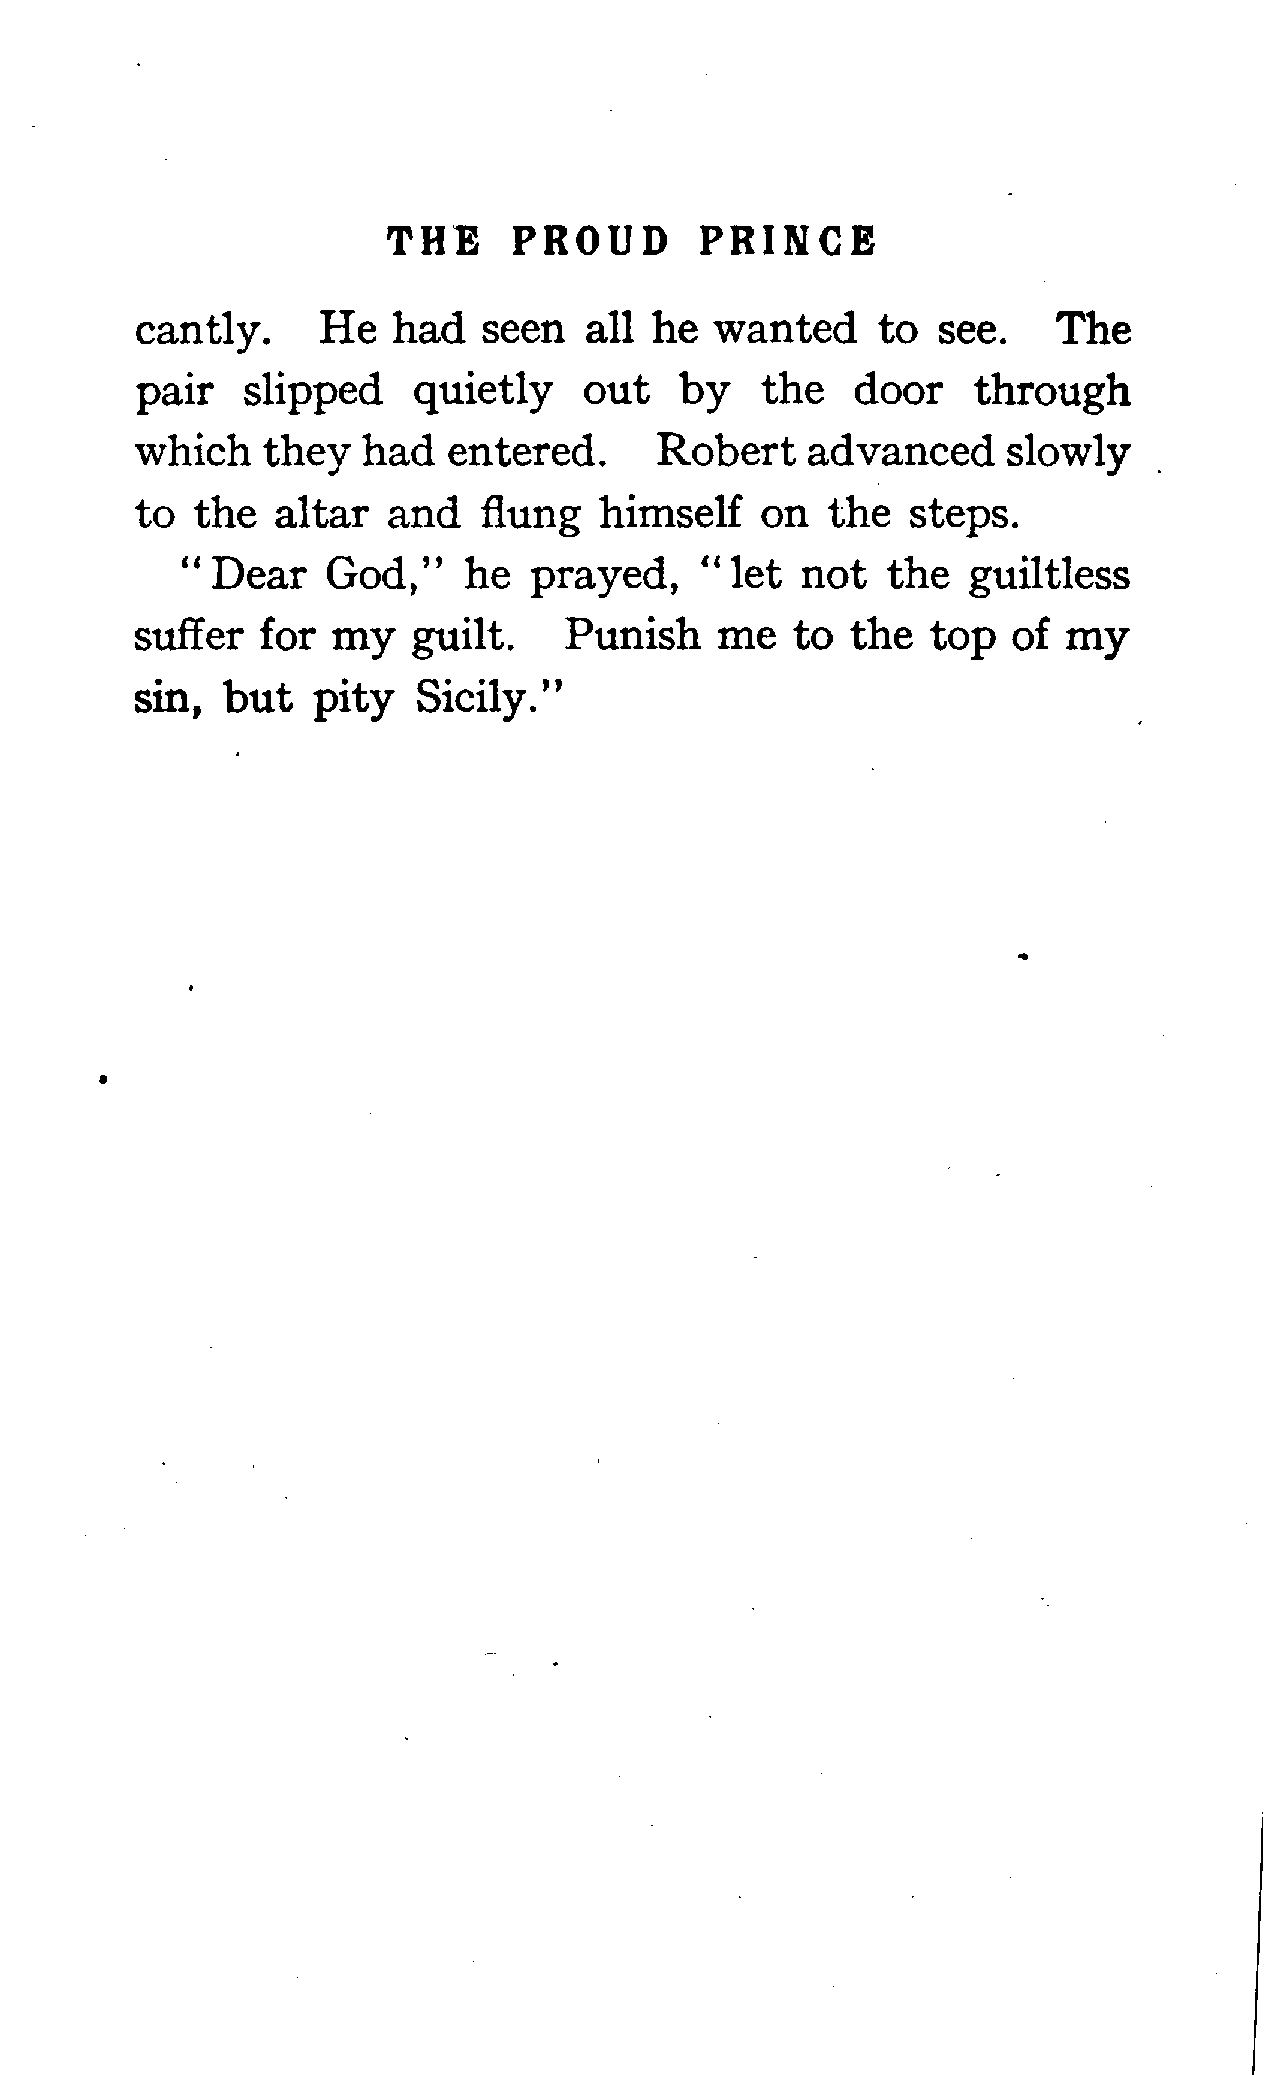 THE PROUD PRINCE
cantly. He had seen all he wanted to see. The
pair slipped quietly out by the door through
which they had entered. Robert advanced slowly
to the altar and flung himself on the steps.
"Dear God," he prayed, "let not the guiltless
suffer for my guilt. Punish me to the top of my
sin, but pity Sicily."